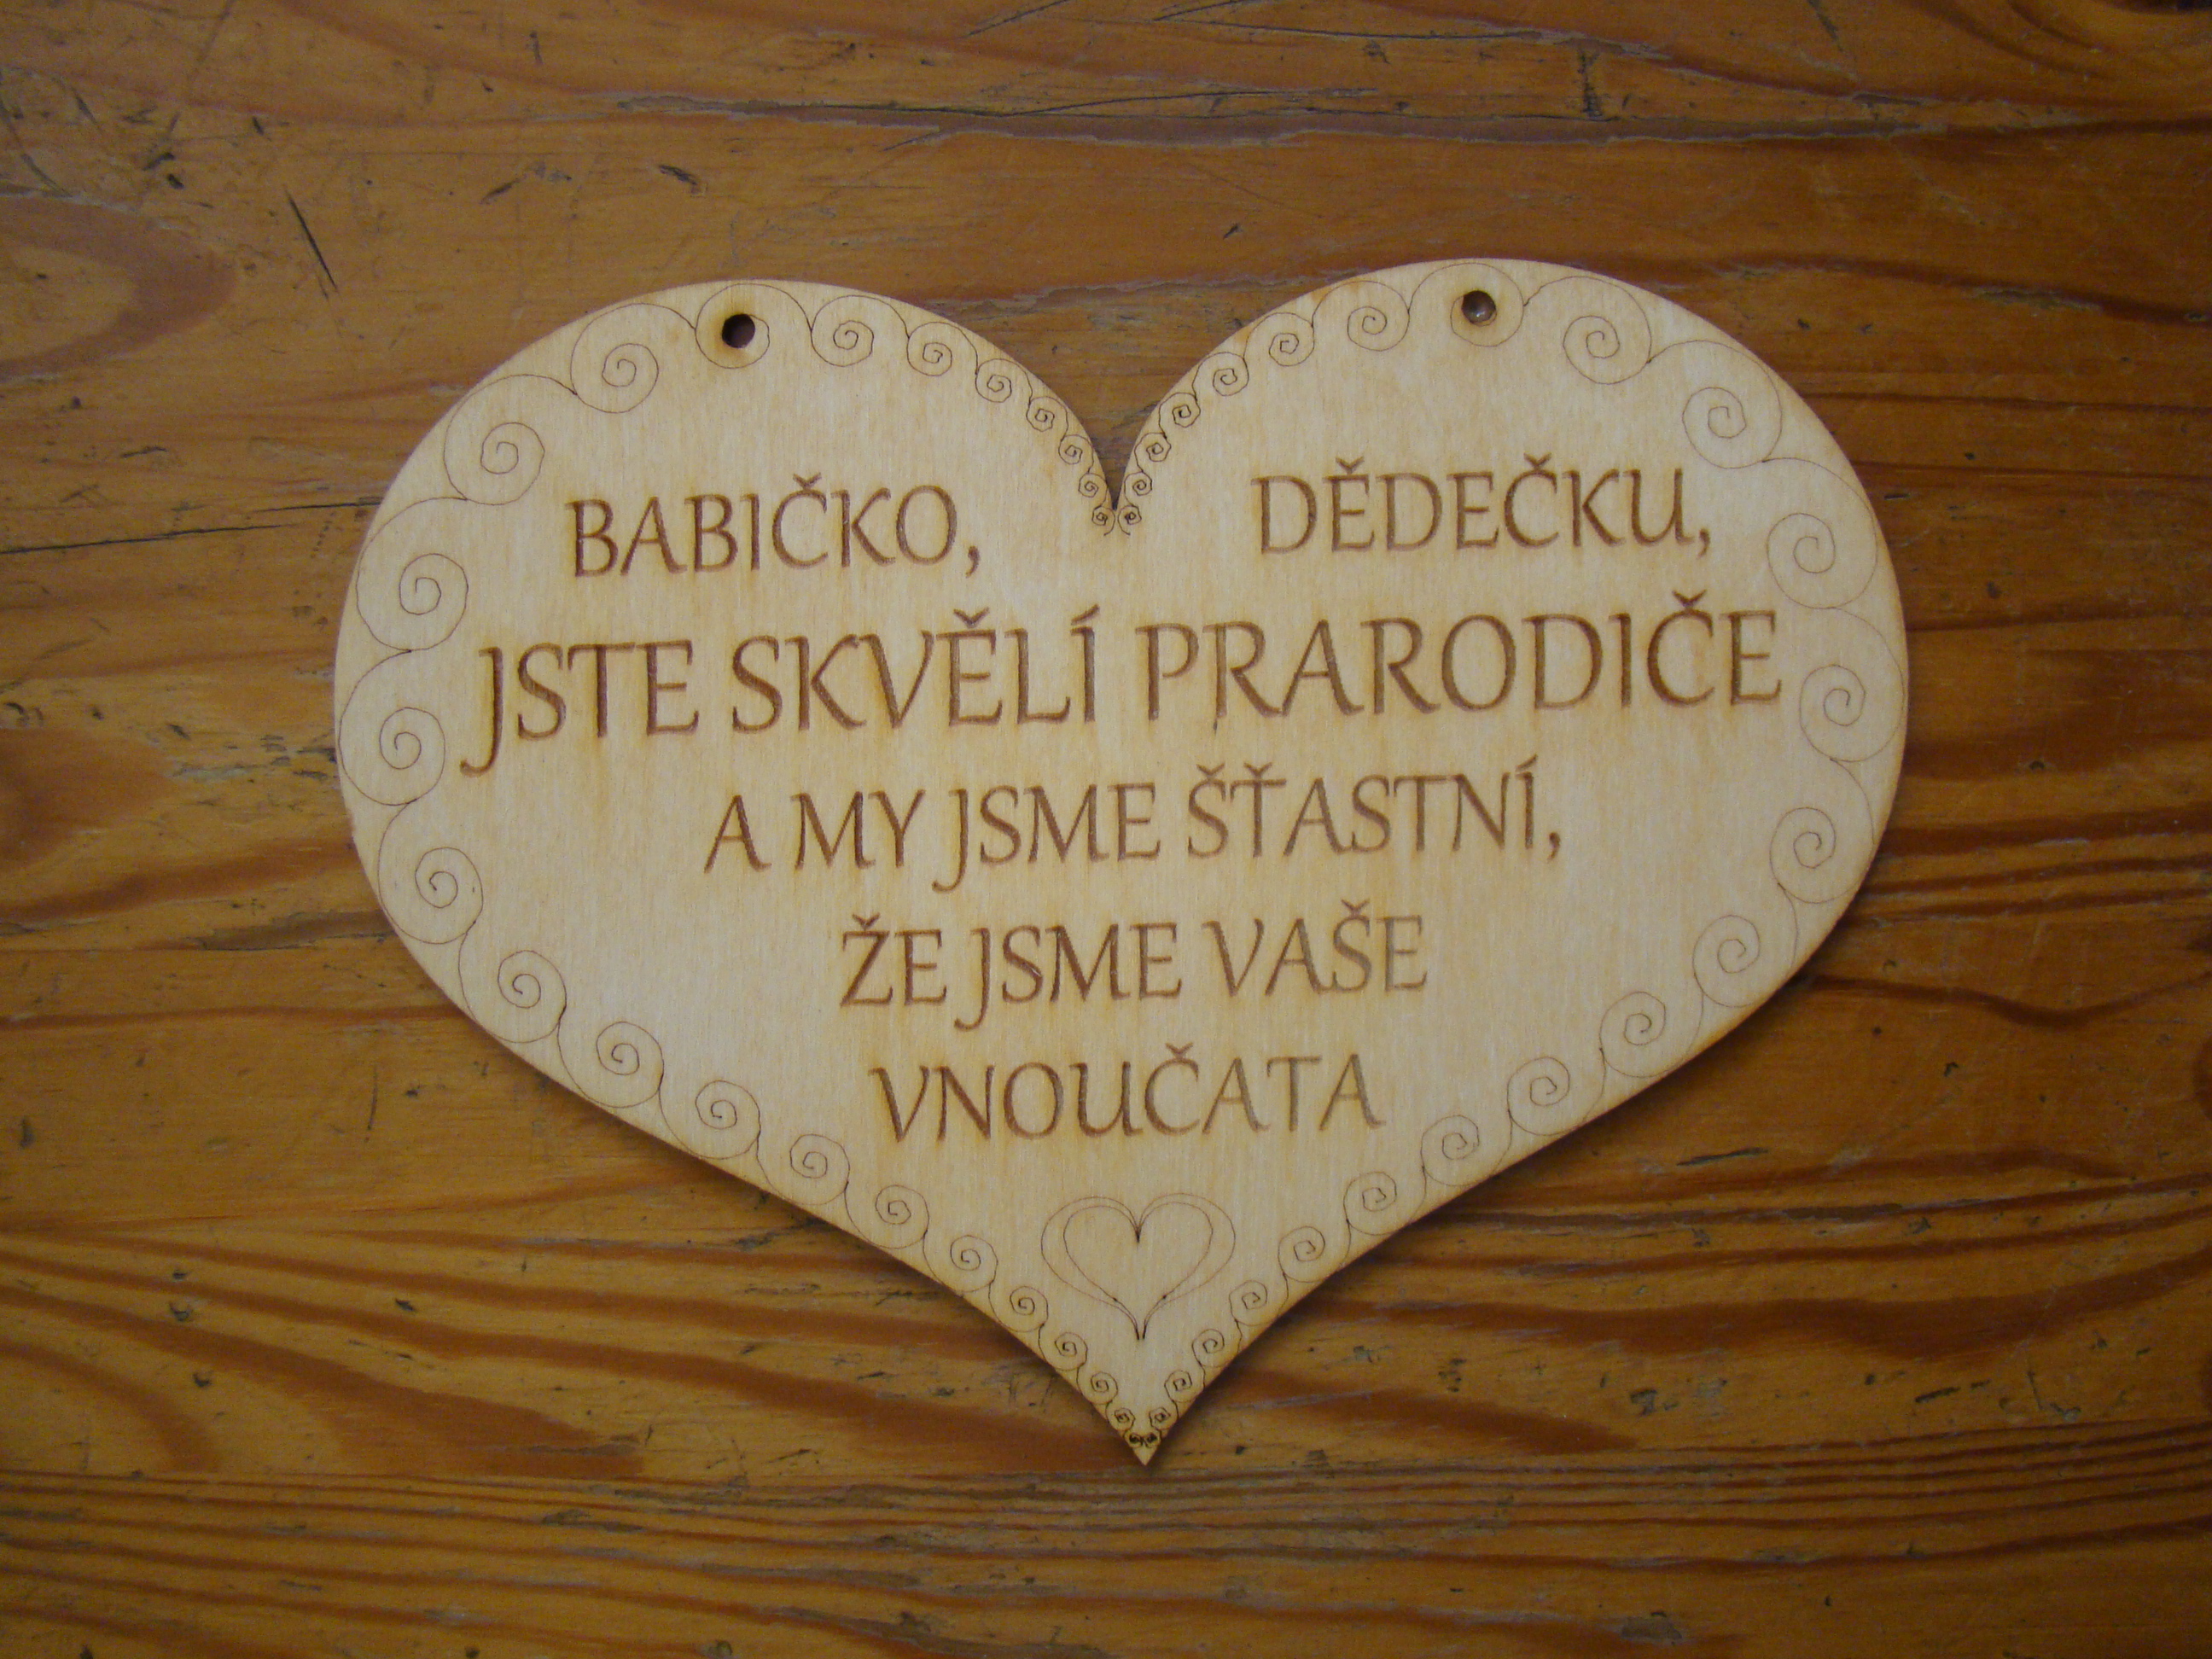 BABIČKO, DĚDEČKU,
JSTE SKVĚLÍ PRARODIČE
A MY JSME ŠŤASTNÍ,
ŽE JSME VAŠE
VNOUČATA